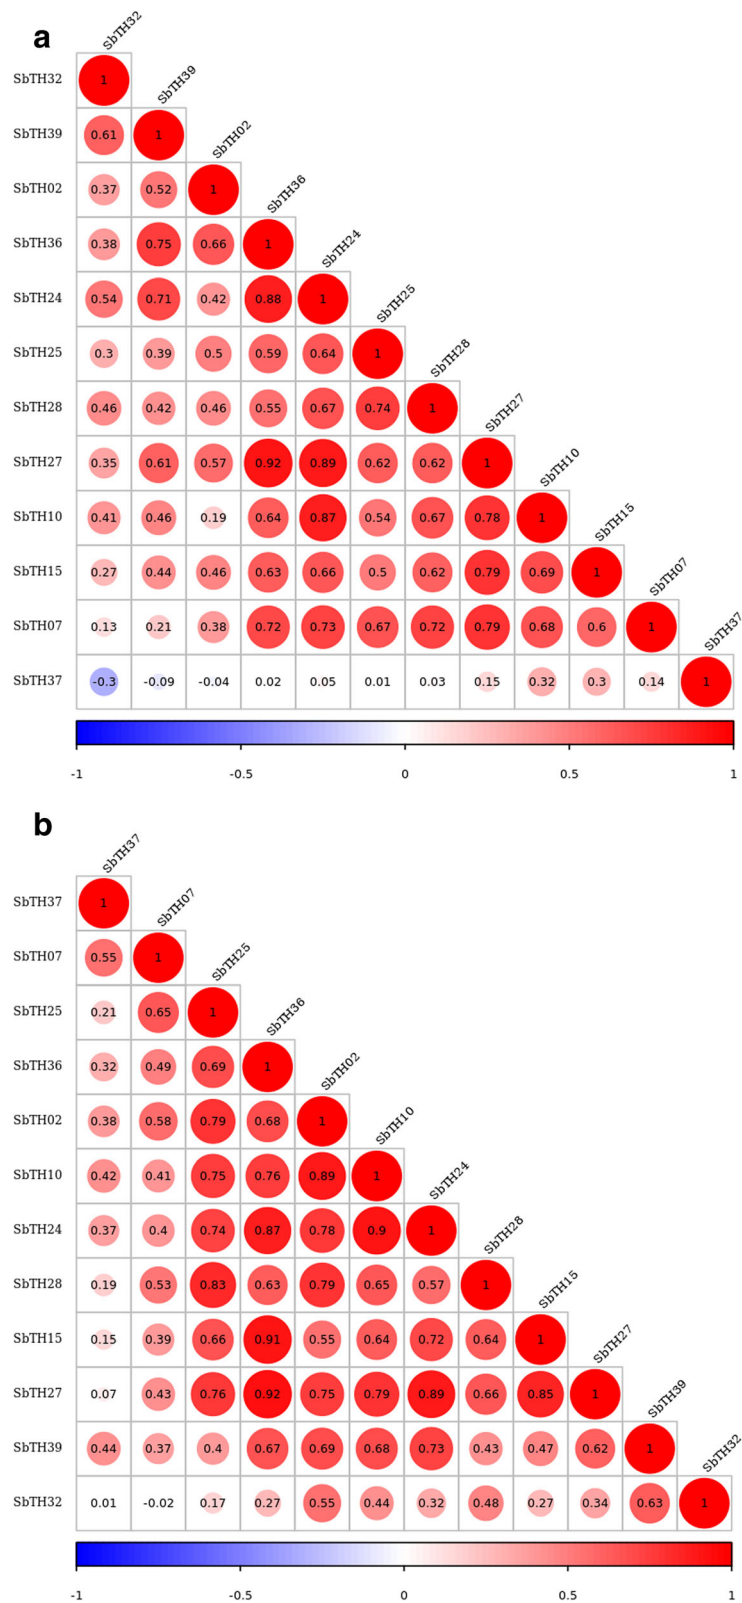 a
SbTH32
SbTH32 1 SbTH39
SbTH39 0.61 1 SbTH02
SbTH02 0.37 0.52 1 SbTH36
SbTH36 0.38 0.75 0.66 1 SbTH24
SbTH24 0.54 0.71 0.42 0.88 1 SbTH25
SbTH25 0.3 0.39 0.5 0.59 0.64 1 SbTH28
SbTH28 0.46 0.42 0.46 0.55 0.67 0.74 1 SbTH27
SbTH27 0.35 0.61 0.57 0.92 0.89 0.62 0.62 1 SbTH10
SbTH10 0.41 0.46 0.19 0.64 0.87 0.54 0.67 0.78 1 SbTH15
SbTH15 0.27 0.44 0.46 0.63 0.66 0.5 0.62 0.79 0.69 1 SbTH07
SbTH07 0.13 0.21 0.38 0.72 0.73 0.67 0.72 0.79 0.68 0.6 1 SbTH37
SbTH37 -0.3 -0.09 -0.04 0.02 0.05 0.01 0.03 0.15 0.32 0.3 0.14 1
-1 -0.5 0 0.5 1
b
SbTH37
SbTH37 1 SbTH07
SbTH07 0.55 1 SbTH25
SbTH25 0.21 0.65 1 SbTH36
SbTH36 0.32 0.49 0.69 1 SbTH02
SbTH02 0.38 0.58 0.79 0.68 1 SbTH10
SbTH10 0.42 0.41 0.75 0.76 0.89 1 SbTH24
SbTH24 0.37 0.4 0.74 0.87 0.78 0.9 1 SbTH28
SbTH28 0.19 0.53 0.83 0.63 0.79 0.65 0.57 1 SbTH15
SbTH15 0.15 0.39 0.66 0.91 0.55 0.64 0.72 0.64 1 SbTH27
SbTH27 0.07 0.43 0.76 0.92 0.75 0.79 0.89 0.66 0.85 1 SbTH39
SbTH39 0.44 0.37 0.4 0.67 0.69 0.68 0.73 0.43 0.47 0.62 1 SbTH32
SbTH32 0.01 -0.02 0.17 0.27 0.55 0.44 0.32 0.48 0.27 0.34 0.63 1
-1 -0.5 0 0.5 1